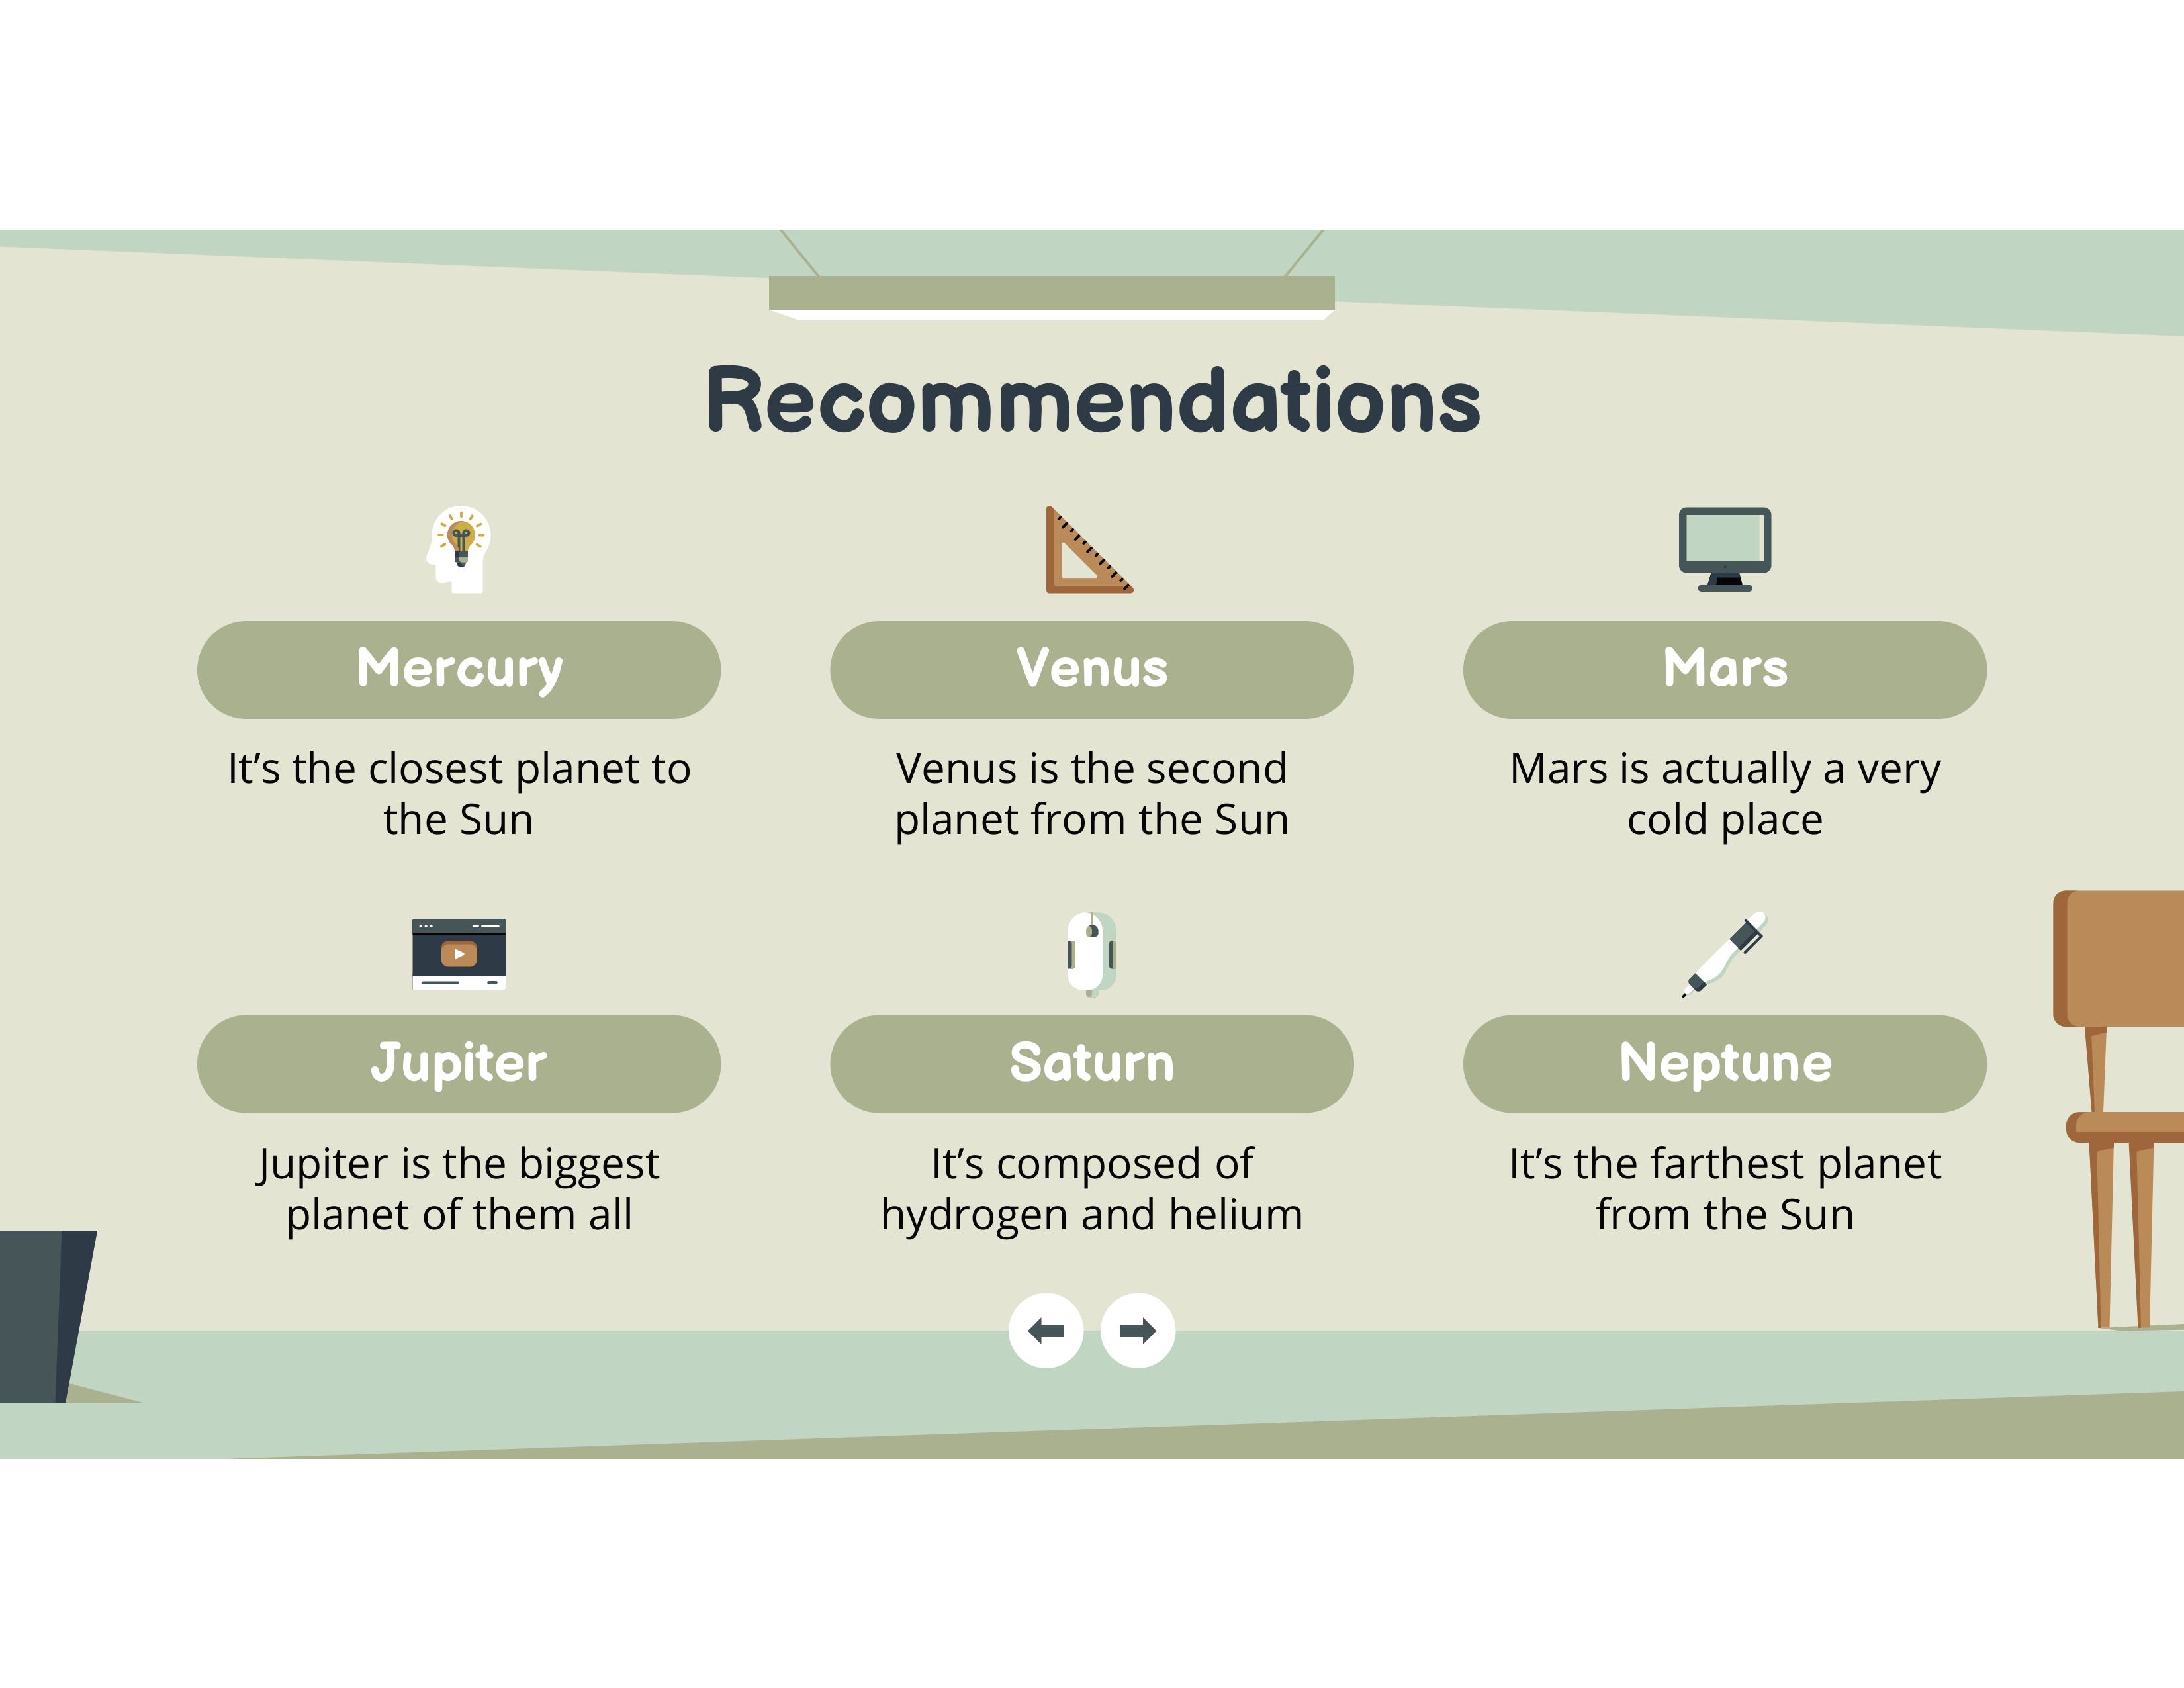 Recommendations
Mercury
It’s the closest planet to
the Sun
Venus
Venus is the second
planet from the Sun
Mars
Mars is actually a very
cold place
Jupiter
Jupiter is the biggest
planet of them all
Saturn
It’s composed of
hydrogen and helium
Neptune
It’s the farthest planet
from the Sun